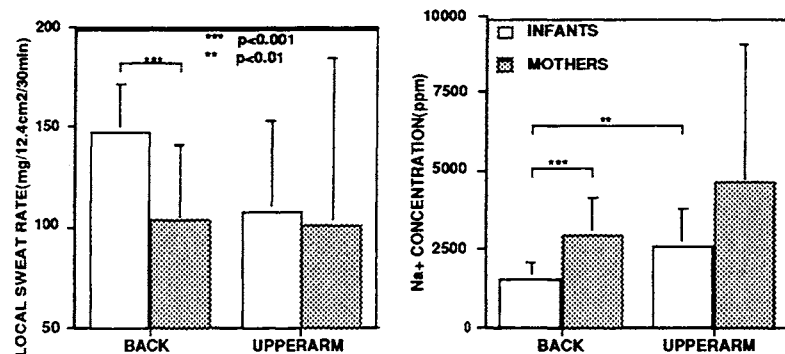 LOCAL SWEAT RATE(mg/12.4cm2/30min)
200
150
100
50
*** p<0.001
** p<0.01
***
BACK
UPPERARM
Na+ CONCENTRATION(ppm)
10000
7500
5000
2500
0
INFANTS
MOTHERS
**
***
BACK
UPPERARM